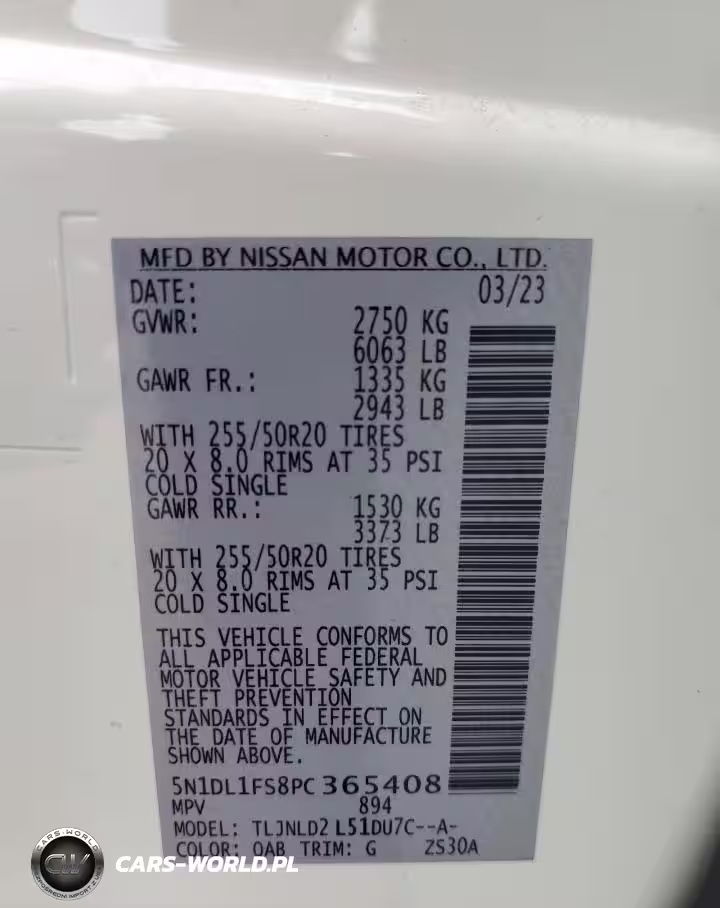 MFD BY NISSAN MOTOR CO., LTD.
DATE: 03/23
GVWR: 2750 KG
6063 LB
GAWR FR.: 1335 KG
2943 LB
WITH 255/50R20 TIRES
20 X 8.0 RIMS AT 35 PSI
COLD SINGLE
GAWR RR.: 1530 KG
3373 LB
WITH 255/50R20 TIRES
20 X 8.0 RIMS AT 35 PSI
COLD SINGLE
THIS VEHICLE CONFORMS TO
ALL APPLICABLE FEDERAL
MOTOR VEHICLE SAFETY AND
THEFT PREVENTION
STANDARDS IN EFFECT ON
THE DATE OF MANUFACTURE
SHOWN ABOVE.
5N1DL1FS8PC365408
MPV 894
MODEL: TLJNLD2 L51DU7C--A-
COLOR: QAB TRIM: G ZS30A
CARS-WORLD.PL